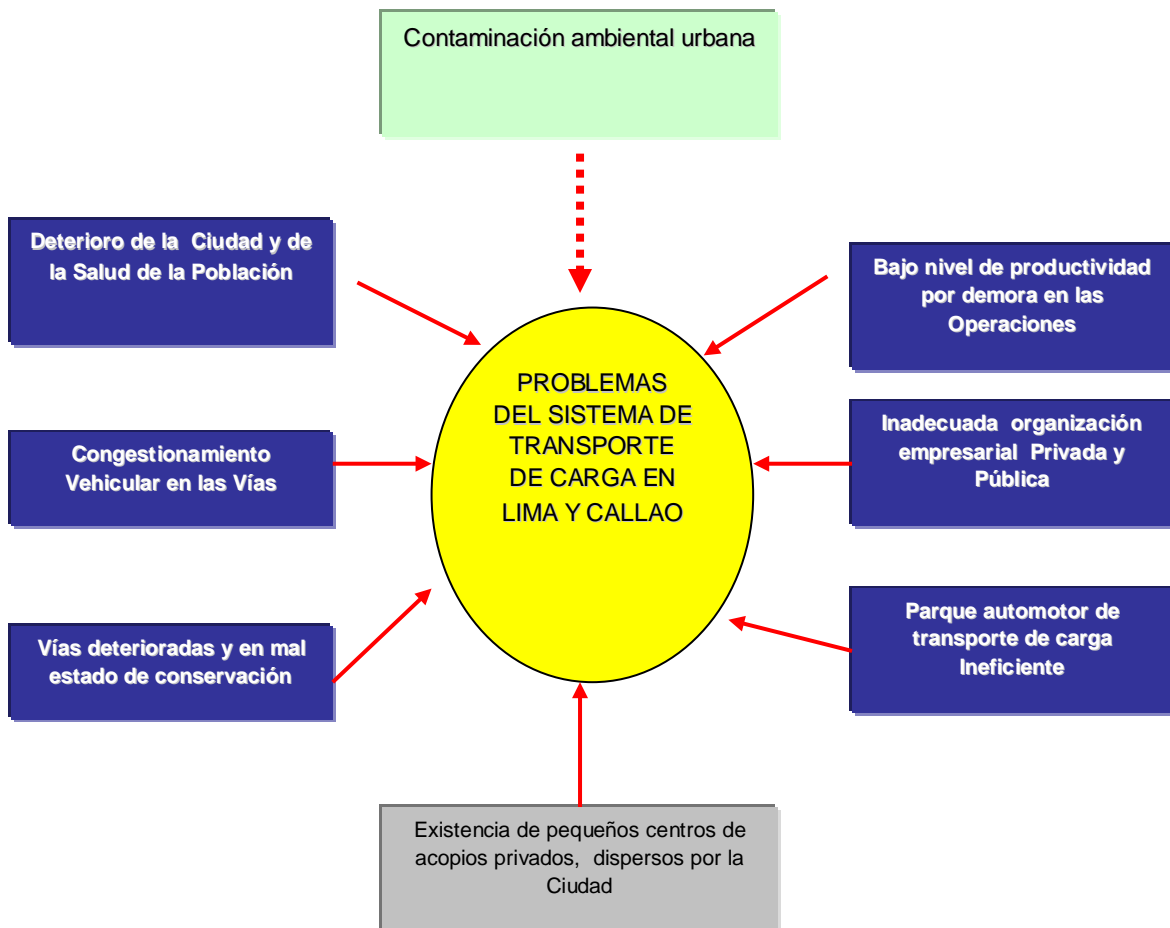 Contaminación ambiental urbana
Deterioro de la Ciudad y de
la Salud de la Población
Bajo nivel de productividad
por demora en las
Operaciones
PROBLEMAS
DEL SISTEMA DE
TRANSPORTE
DE CARGA EN
LIMA Y CALLAO
Congestionamiento
Vehicular en las Vías
Inadecuada organización
empresarial Privada y
Pública
Vías deterioradas y en mal
estado de conservación
Parque automotor de
transporte de carga
Ineficiente
Existencia de pequeños centros de
acopios privados, dispersos por la
Ciudad